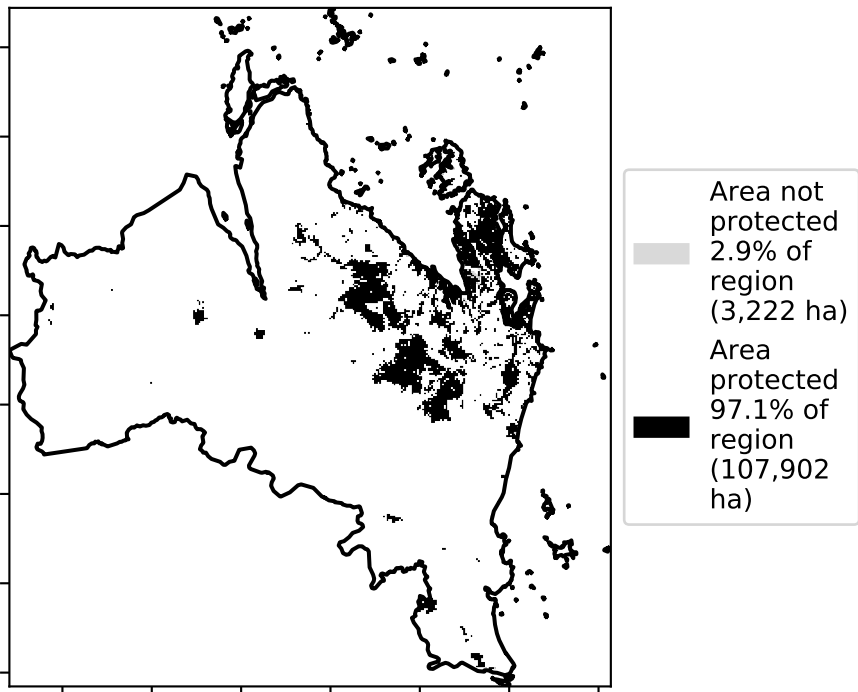 Area not
protected
2.9% of
region
(3,222 ha)
Area
protected
97.1% of
region
(107,902
ha)